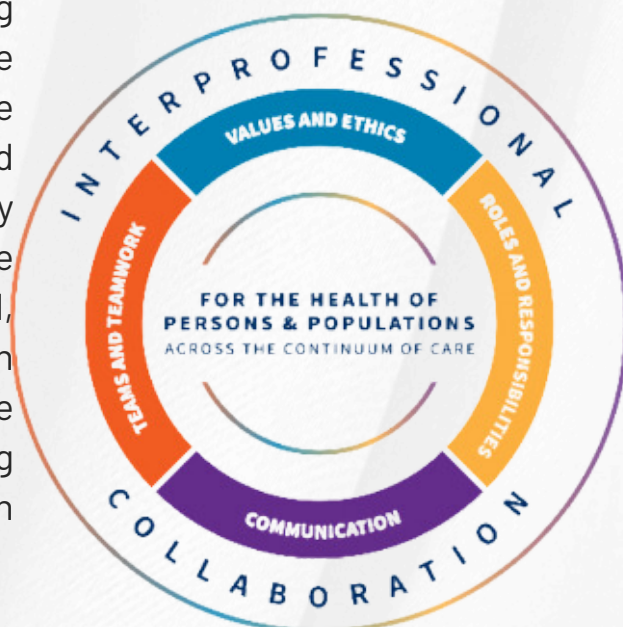 g
e
e
d
y
e
l,
n
e
g
n
INTERPROFESSIONAL
VALUES AND ETHICS
ROLES AND RESPONSIBILITIES
TEAMS AND TEAMWORK
FOR THE HEALTH OF
PERSONS & POPULATIONS
ACROSS THE CONTINUUM OF CARE
COMMUNICATION
COLLABORATION